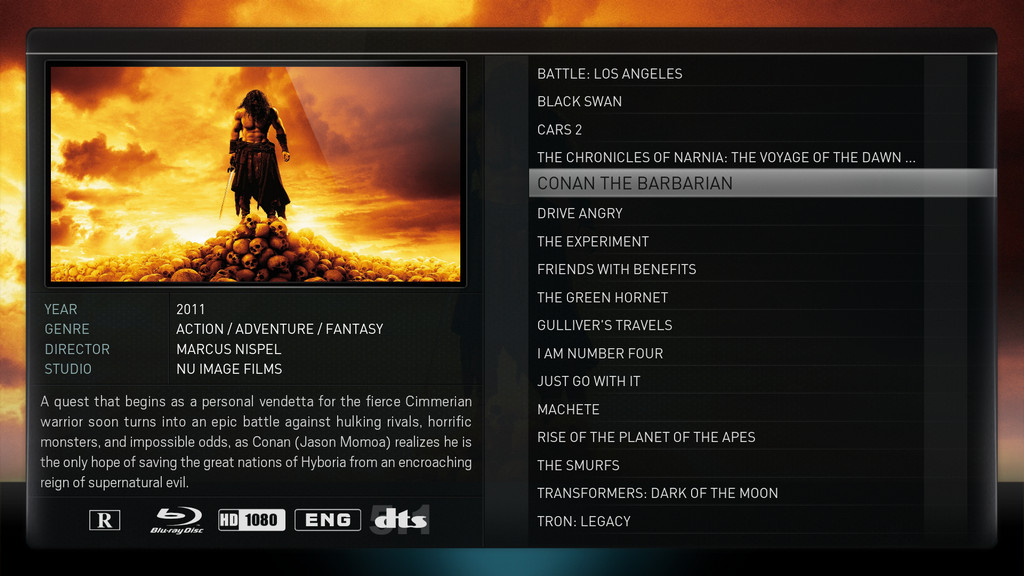 BATTLE: LOS ANGELES
BLACK SWAN
CARS 2
THE CHRONICLES OF NARNIA: THE VOYAGE OF THE DAWN ...
CONAN THE BARBARIAN
DRIVE ANGRY
THE EXPERIMENT
FRIENDS WITH BENEFITS
THE GREEN HORNET
GULLIVER'S TRAVELS
I AM NUMBER FOUR
JUST GO WITH IT
MACHETE
RISE OF THE PLANET OF THE APES
THE SMURFS
TRANSFORMERS: DARK OF THE MOON
TRON: LEGACY
YEAR 2011
GENRE ACTION / ADVENTURE / FANTASY
DIRECTOR MARCUS NISPEL
STUDIO NU IMAGE FILMS
A quest that begins as a personal vendetta for the fierce Cimmerian
warrior soon turns into an epic battle against hulking rivals, horrific
monsters, and impossible odds, as Conan (Jason Momoa) realizes he is
the only hope of saving the great nations of Hyboria from an encroaching
reign of supernatural evil.
R Blu-ray Disc HD 1080 ENG dts 5.1